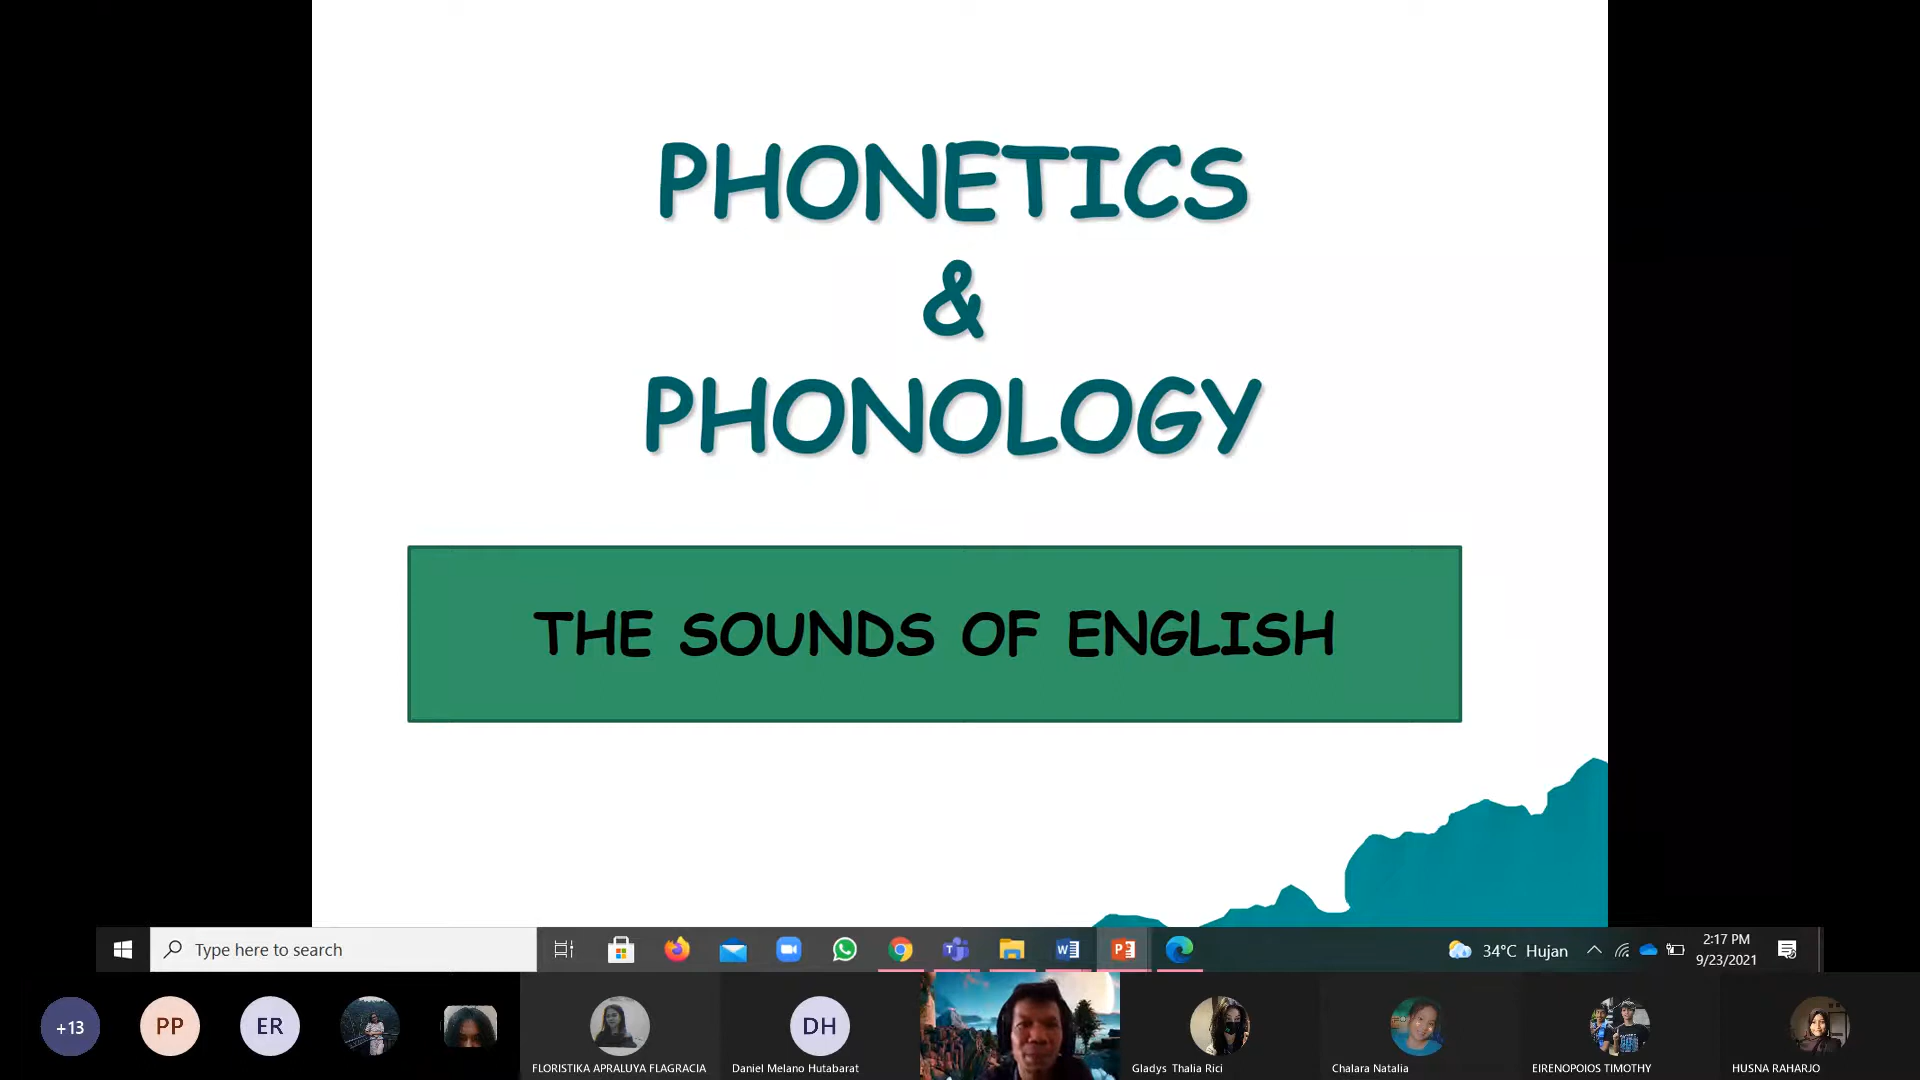 PHONETICS
&
PHONOLOGY
THE SOUNDS OF ENGLISH
Type here to search
34°C Hujan
2:17 PM
9/23/2021
+13
PP
ER
DH
FLORISTIKA APRALUYA FLAGRACIA
Daniel Melano Hutabarat
Gladys Thalia Rici
Chalara Natalia
EIRENOPOIOS TIMOTHY
HUSNA RAHARJO